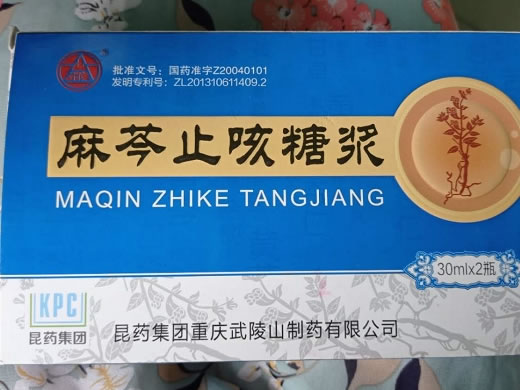 批准文号：国药准字Z20040101
发明专利号：ZL201310611409.2
麻芩止咳糖浆
MAQIN ZHIKE TANGJIANG
30mlx2瓶
KPC
昆药集团
昆药集团重庆武陵山制药有限公司